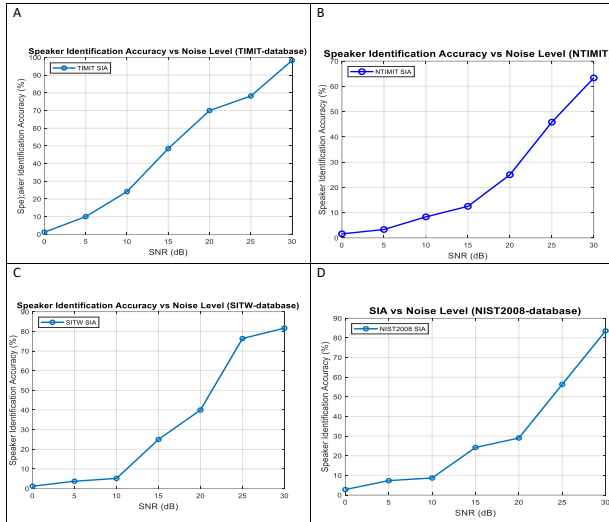 A
Speaker Identification Accuracy vs Noise Level (TIMIT-database)
TIMIT SIA
Spe).aker Identification Accuracy (%)
100
90
80
70
60
50
40
30
20
10
0
0 5 10 15 20 25 30
SNR (dB)
B
Speaker Identification Accuracy vs Noise Level (NTIMIT
NTIMIT SIA
Speaker Identification Accuracy (%)
70
60
50
40
30
20
10
0
0 5 10 15 20 25 30
SNR (dB)
C
Speaker Identification Accuracy vs Noise Level (SITW-database)
SITW SIA
Speaker Identification Accuracy (%)
90
80
70
60
50
40
30
20
10
0
0 5 10 15 20 25 30
SNR (dB)
D
SIA vs Noise Level (NIST2008-database)
NIST2008 SIA
Speaker Identification Accuracy (%)
90
80
70
60
50
40
30
20
10
0
0 5 10 15 20 25 30
SNR (dB)